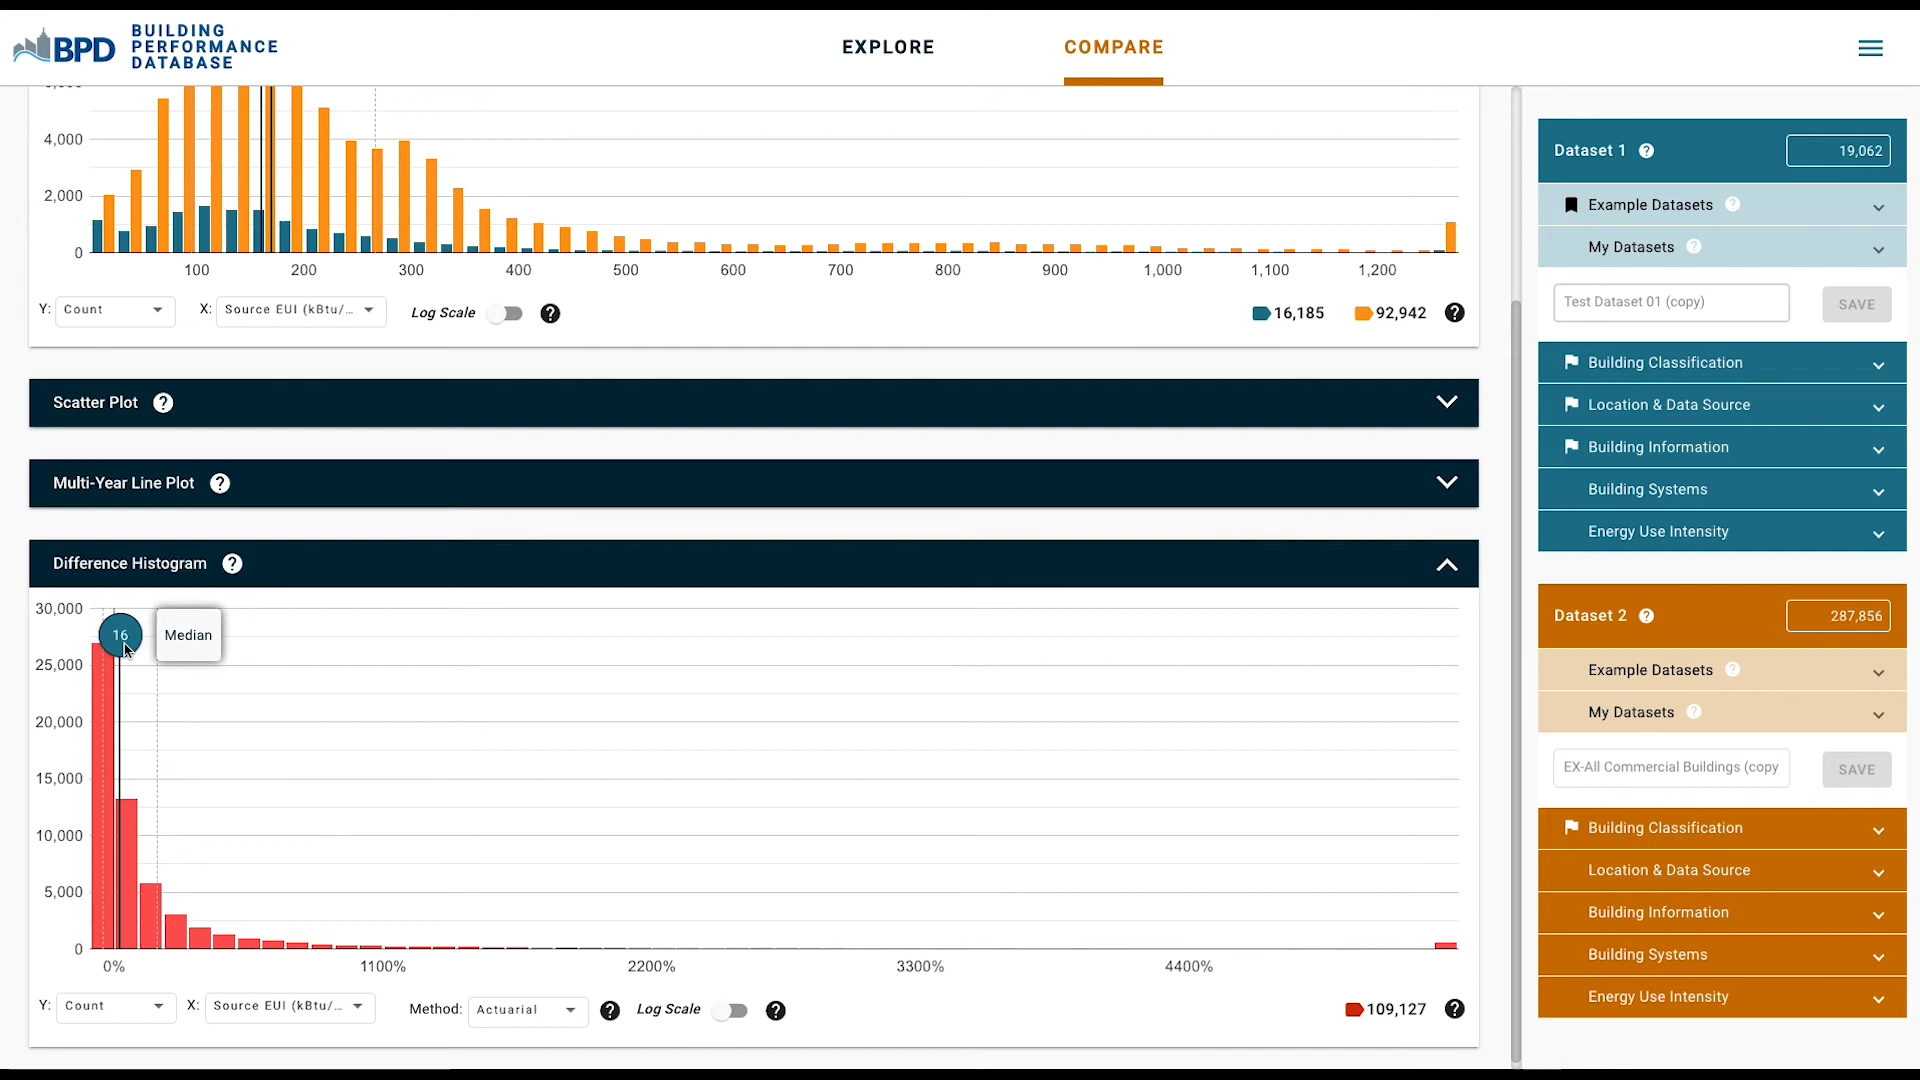 BPD
BUILDING
PERFORMANCE
DATABASE
EXPLORE
COMPARE
4,000
2,000
0
100 200 300 400 500 600 700 800 900 1,000 1,100 1,200
Y: Count X: Source EUI (kBtu/... Log Scale ? 16,185 92,942 ?
Scatter Plot ?
Multi-Year Line Plot ?
Difference Histogram ?
30,000
16
Median
25,000
20,000
15,000
10,000
5,000
0
0% 1100% 2200% 3300% 4400%
Y: Count X: Source EUI (kBtu/... Method: Actuarial ? Log Scale ? 109,127 ?
Dataset 1 ? 19,062
Example Datasets ?
My Datasets ?
Test Dataset 01 (copy) SAVE
Building Classification
Location & Data Source
Building Information
Building Systems
Energy Use Intensity
Dataset 2 ? 287,856
Example Datasets ?
My Datasets ?
EX-All Commercial Buildings (copy SAVE
Building Classification
Location & Data Source
Building Information
Building Systems
Energy Use Intensity